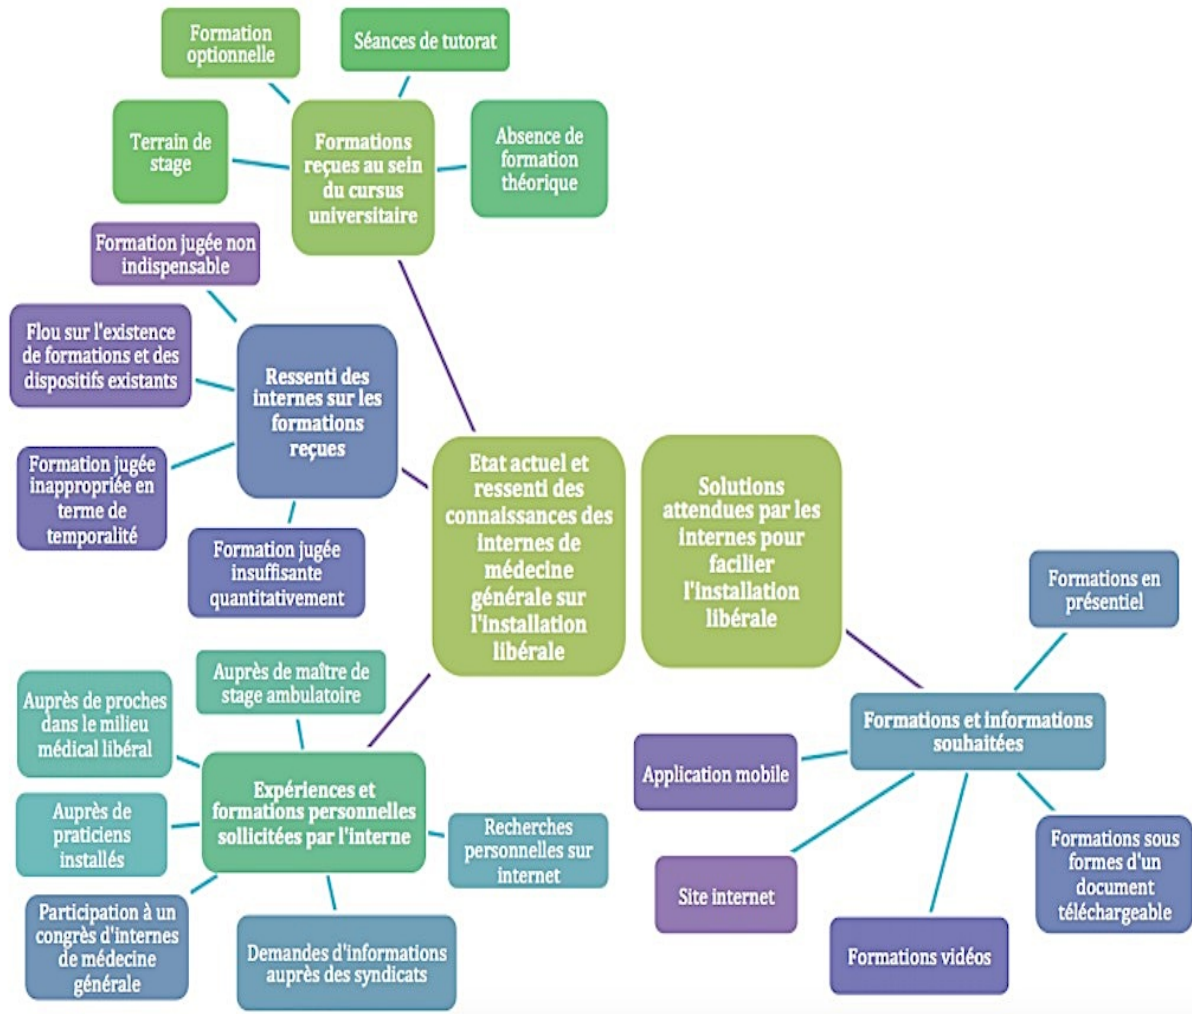 Formation
optionnelle
Séances de tutorat
Terrain de
stage
Formations
reçues au sein
du cursus
universitaire
Absence de
formation
théorique
Formation jugée non
indispensable
Flou sur l'existence
de formations et des
dispositifs existants
Ressenti des
internes sur les
formations
reçues
Formation jugée
inappropriée en
terme de
temporalité
Formation jugée
insuffisante
quantitativement
Etat actuel et
ressenti des
connaissances des
internes de
médecine
générale sur
l'installation
libérale
Solutions
attendues par les
internes pour
facilier
l'installation
libérale
Auprès de maître de
stage ambulatoire
Auprès de proches
dans le milieu
médical libéral
Expériences et
formations personnelles
sollicitées par l'interne
Auprès de
praticiens
installés
Recherches
personnelles sur
internet
Participation à un
congrès d'internes
de médecine
générale
Demandes d'informations
auprès des syndicats
Formations en
présentiel
Formations et informations
souhaitées
Application mobile
Site internet
Formations vidéos
Formations sous
formes d'un
document
téléchargeable